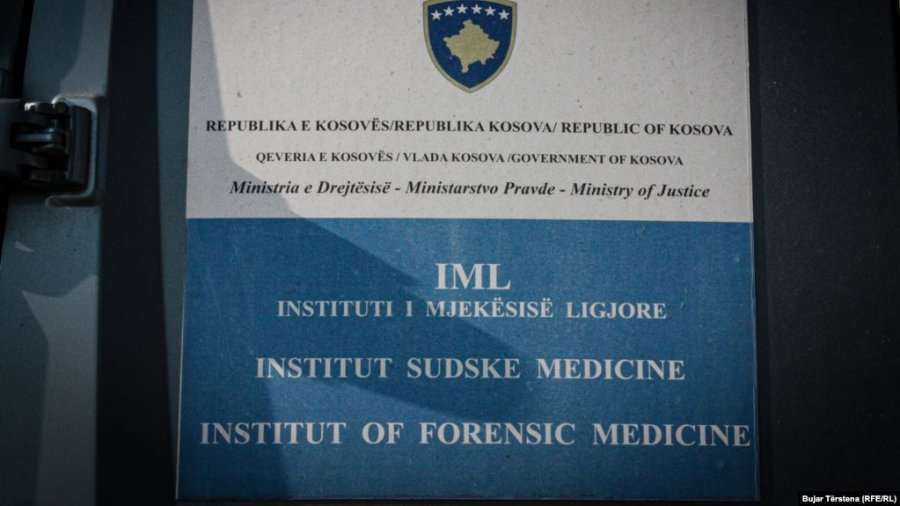 REPUBLIKA E KOSOVËS/REPUBLIKA KOSOVA/ REPUBLIC OF KOSOVA
QEVERIA E KOSOVËS / VLADA KOSOVA /GOVERNMENT OF KOSOVA
Ministria e Drejtësisë - Ministarstvo Pravde - Ministry of Justice
IML
INSTITUTI I MJEKËSISË LIGJORE
INSTITUT SUDSKE MEDICINE
INSTITUT OF FORENSIC MEDICINE
Bujar Tërstena (RFE/RL)